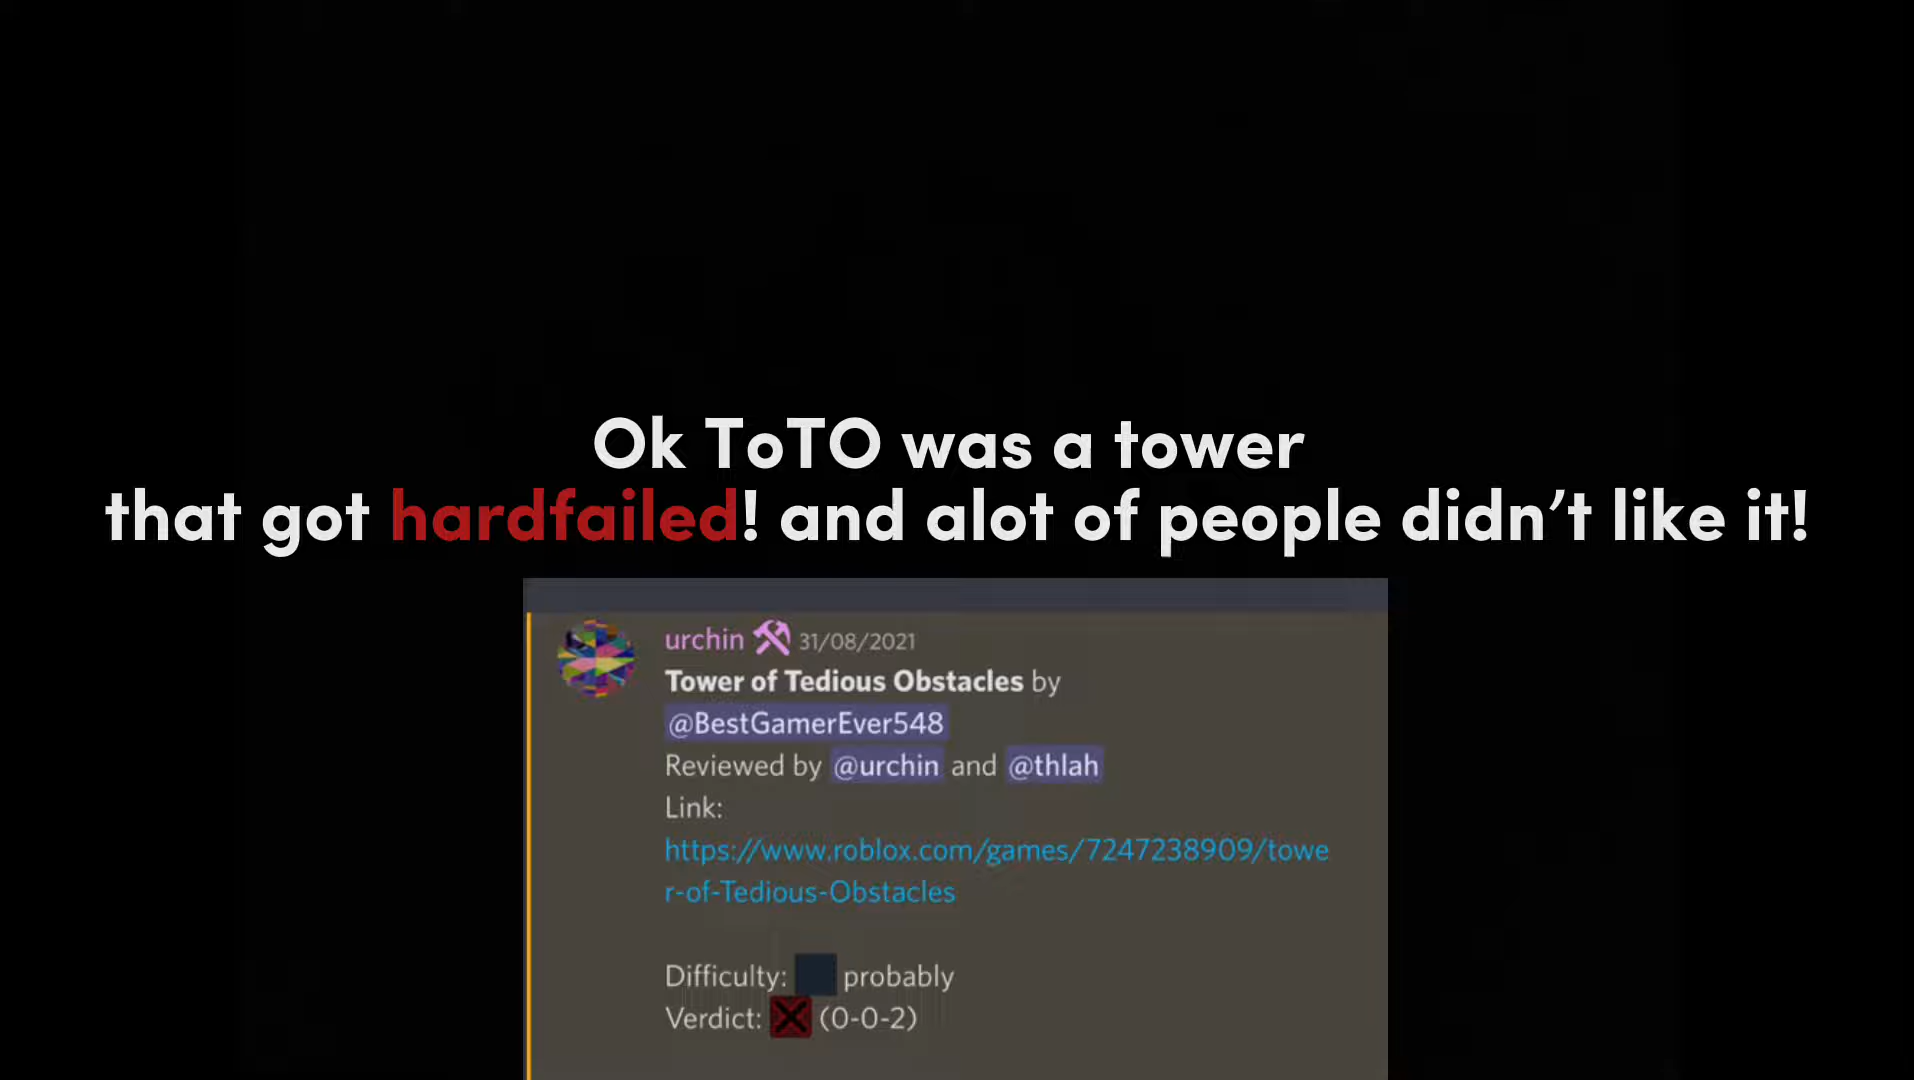 Ok ToTO was a tower
that got hardfailed! and alot of people didn’t like it!
urchin 31/08/2021
Tower of Tedious Obstacles by
@BestGamerEver548
Reviewed by @urchin and @thlah
Link:
https://www.roblox.com/games/7247238909/towe
r-of-Tedious-Obstacles
Difficulty: probably
Verdict: (0-0-2)